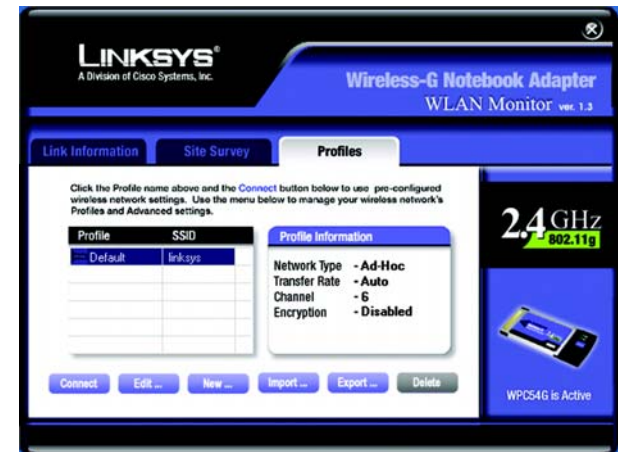 LINKSYS®
A Division of Cisco Systems, Inc.
Wireless-G Notebook Adapter
WLAN Monitor ver. 1.3
Link Information
Site Survey
Profiles
Click the Profile name above and the Connect button below to use pre-configured
wireless network settings. Use the menu below to manage your wireless network's
Profiles and Advanced settings.
Profile SSID
Default linksys
Profile Information
Network Type - Ad-Hoc
Transfer Rate - Auto
Channel - 6
Encryption - Disabled
2.4GHz
802.11g
Connect
Edit ...
New ...
Import ...
Export ...
Delete
WPC54G is Active